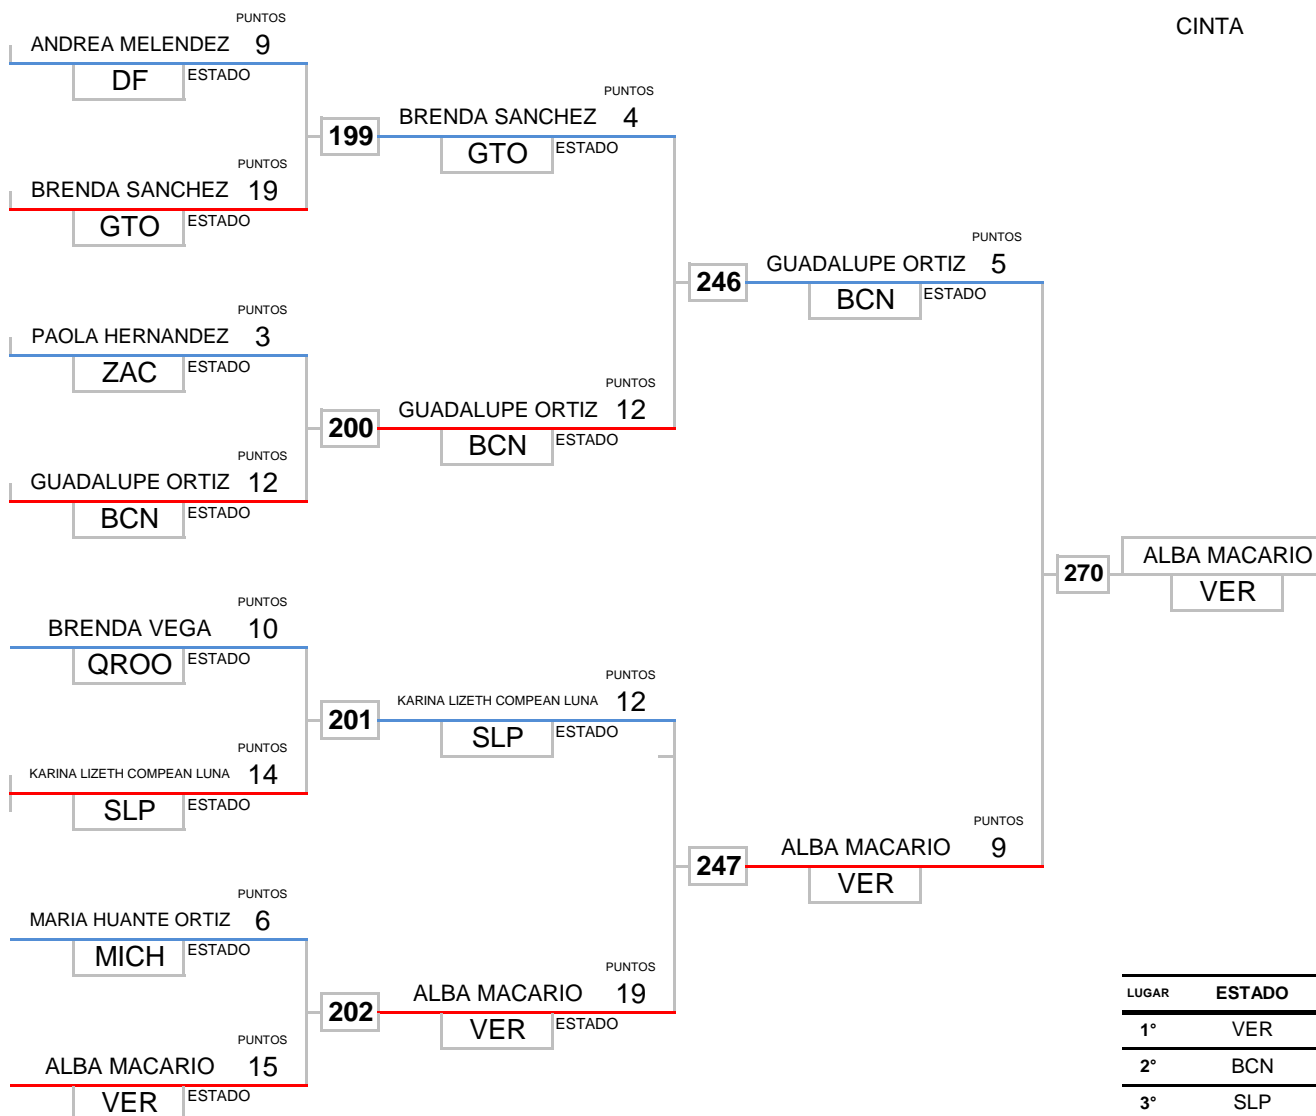 CINTA
PUNTOS
ANDREA MELENDEZ 9
DF ESTADO
PUNTOS
199 BRENDA SANCHEZ 4
GTO ESTADO
PUNTOS
BRENDA SANCHEZ 19
GTO ESTADO
PUNTOS
246 GUADALUPE ORTIZ 5
BCN ESTADO
PUNTOS
PAOLA HERNANDEZ 3
ZAC ESTADO
PUNTOS
200 GUADALUPE ORTIZ 12
BCN ESTADO
PUNTOS
GUADALUPE ORTIZ 12
BCN ESTADO
270 ALBA MACARIO
VER
PUNTOS
BRENDA VEGA 10
QROO ESTADO
PUNTOS
201 KARINA LIZETH COMPEAN LUNA 12
SLP ESTADO
PUNTOS
KARINA LIZETH COMPEAN LUNA 14
SLP ESTADO
PUNTOS
247 ALBA MACARIO 9
VER
PUNTOS
MARIA HUANTE ORTIZ 6
MICH ESTADO
PUNTOS
202 ALBA MACARIO 19
VER ESTADO
PUNTOS
ALBA MACARIO 15
VER ESTADO
LUGAR ESTADO
1° VER
2° BCN
3° SLP